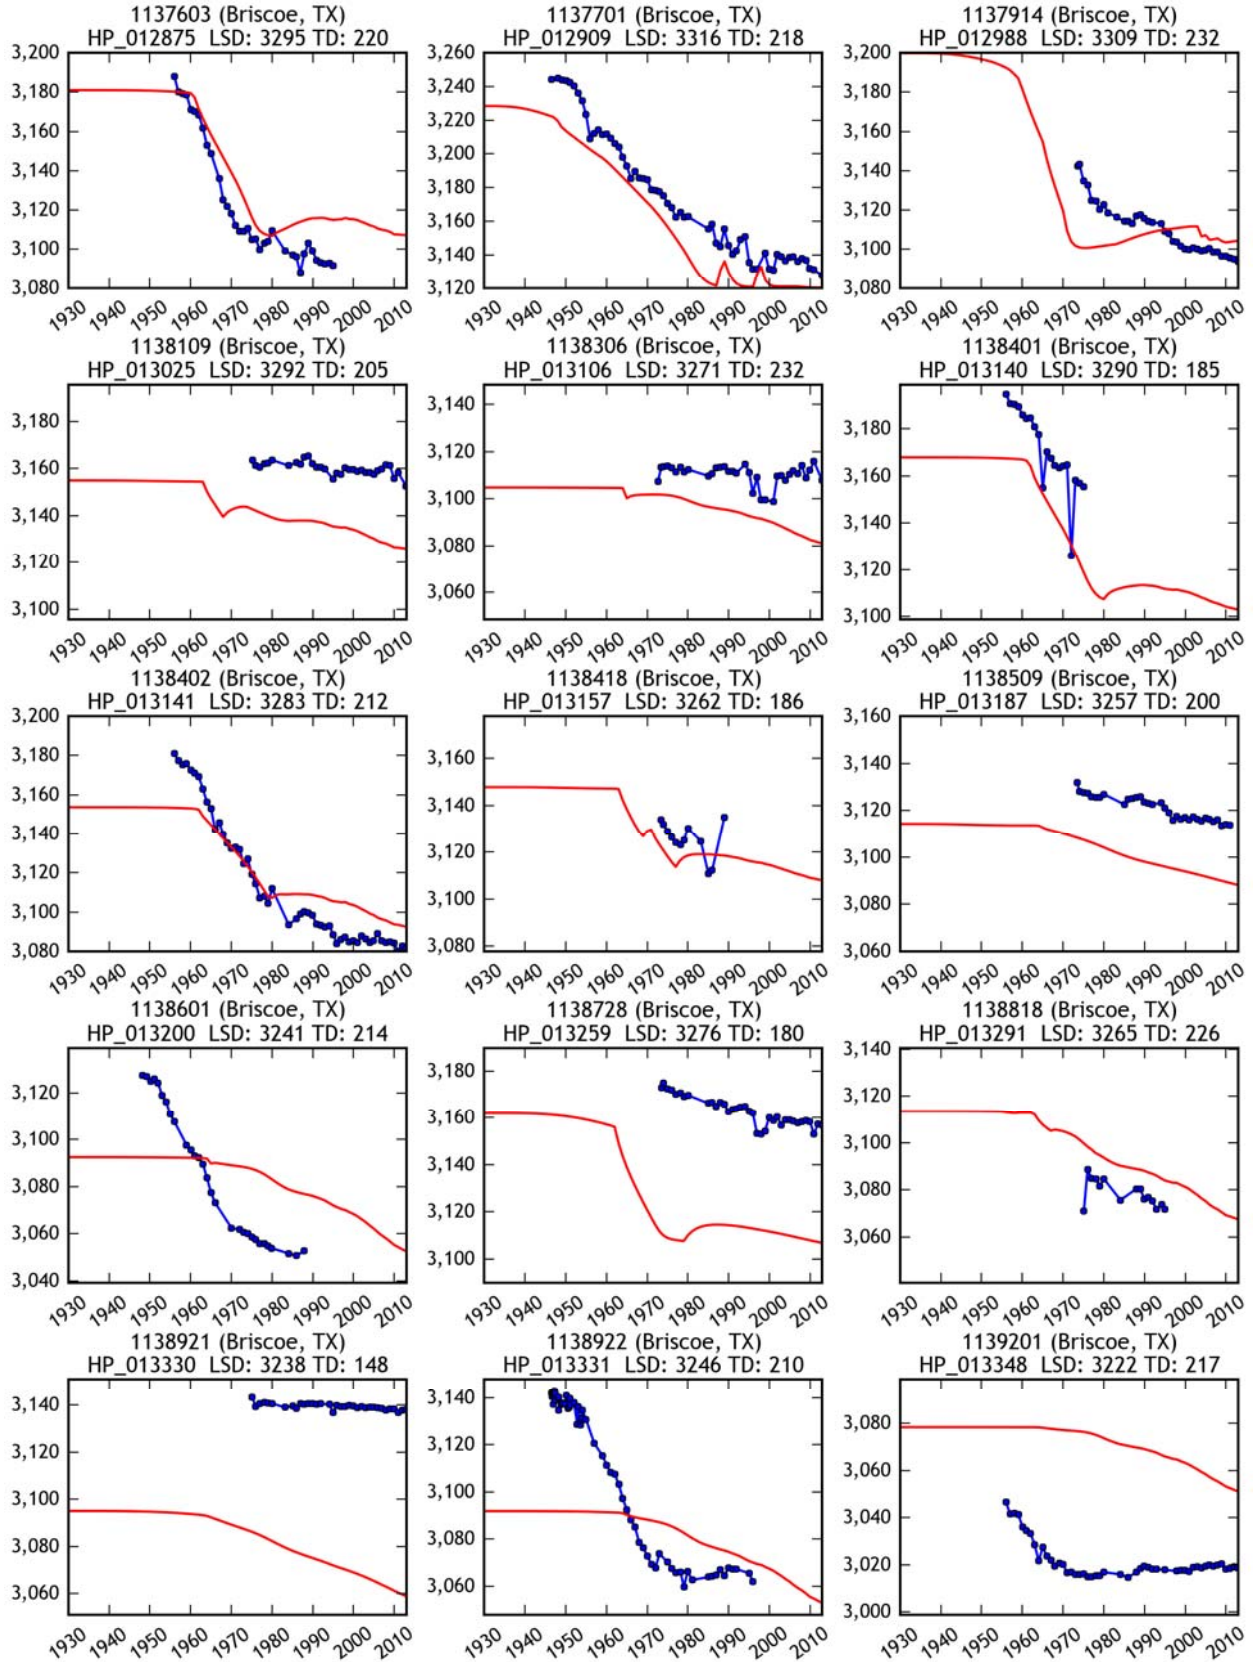 1137603 (Briscoe, TX)
HP_012875 LSD: 3295 TD: 220
3,200
3,180
3,160
3,140
3,120
3,100
3,080
1930 1940 1950 1960 1970 1980 1990 2000 2010
1137701 (Briscoe, TX)
HP_012909 LSD: 3316 TD: 218
3,260
3,240
3,220
3,200
3,180
3,160
3,140
3,120
1930 1940 1950 1960 1970 1980 1990 2000 2010
1137914 (Briscoe, TX)
HP_012988 LSD: 3309 TD: 232
3,200
3,180
3,160
3,140
3,120
3,100
3,080
1930 1940 1950 1960 1970 1980 1990 2000 2010
1138109 (Briscoe, TX)
HP_013025 LSD: 3292 TD: 205
3,180
3,160
3,140
3,120
3,100
1930 1940 1950 1960 1970 1980 1990 2000 2010
1138306 (Briscoe, TX)
HP_013106 LSD: 3271 TD: 232
3,140
3,120
3,100
3,080
3,060
1930 1940 1950 1960 1970 1980 1990 2000 2010
1138401 (Briscoe, TX)
HP_013140 LSD: 3290 TD: 185
3,180
3,160
3,140
3,120
3,100
1930 1940 1950 1960 1970 1980 1990 2000 2010
1138402 (Briscoe, TX)
HP_013141 LSD: 3283 TD: 212
3,200
3,180
3,160
3,140
3,120
3,100
3,080
1930 1940 1950 1960 1970 1980 1990 2000 2010
1138418 (Briscoe, TX)
HP_013157 LSD: 3262 TD: 186
3,160
3,140
3,120
3,100
3,080
1930 1940 1950 1960 1970 1980 1990 2000 2010
1138509 (Briscoe, TX)
HP_013187 LSD: 3257 TD: 200
3,160
3,140
3,120
3,100
3,080
3,060
1930 1940 1950 1960 1970 1980 1990 2000 2010
1138601 (Briscoe, TX)
HP_013200 LSD: 3241 TD: 214
3,120
3,100
3,080
3,060
3,040
1930 1940 1950 1960 1970 1980 1990 2000 2010
1138728 (Briscoe, TX)
HP_013259 LSD: 3276 TD: 180
3,180
3,160
3,140
3,120
3,100
1930 1940 1950 1960 1970 1980 1990 2000 2010
1138818 (Briscoe, TX)
HP_013291 LSD: 3265 TD: 226
3,140
3,120
3,100
3,080
3,060
1930 1940 1950 1960 1970 1980 1990 2000 2010
1138921 (Briscoe, TX)
HP_013330 LSD: 3238 TD: 148
3,140
3,120
3,100
3,080
3,060
1930 1940 1950 1960 1970 1980 1990 2000 2010
1138922 (Briscoe, TX)
HP_013331 LSD: 3246 TD: 210
3,140
3,120
3,100
3,080
3,060
1930 1940 1950 1960 1970 1980 1990 2000 2010
1139201 (Briscoe, TX)
HP_013348 LSD: 3222 TD: 217
3,080
3,060
3,040
3,020
3,000
1930 1940 1950 1960 1970 1980 1990 2000 2010